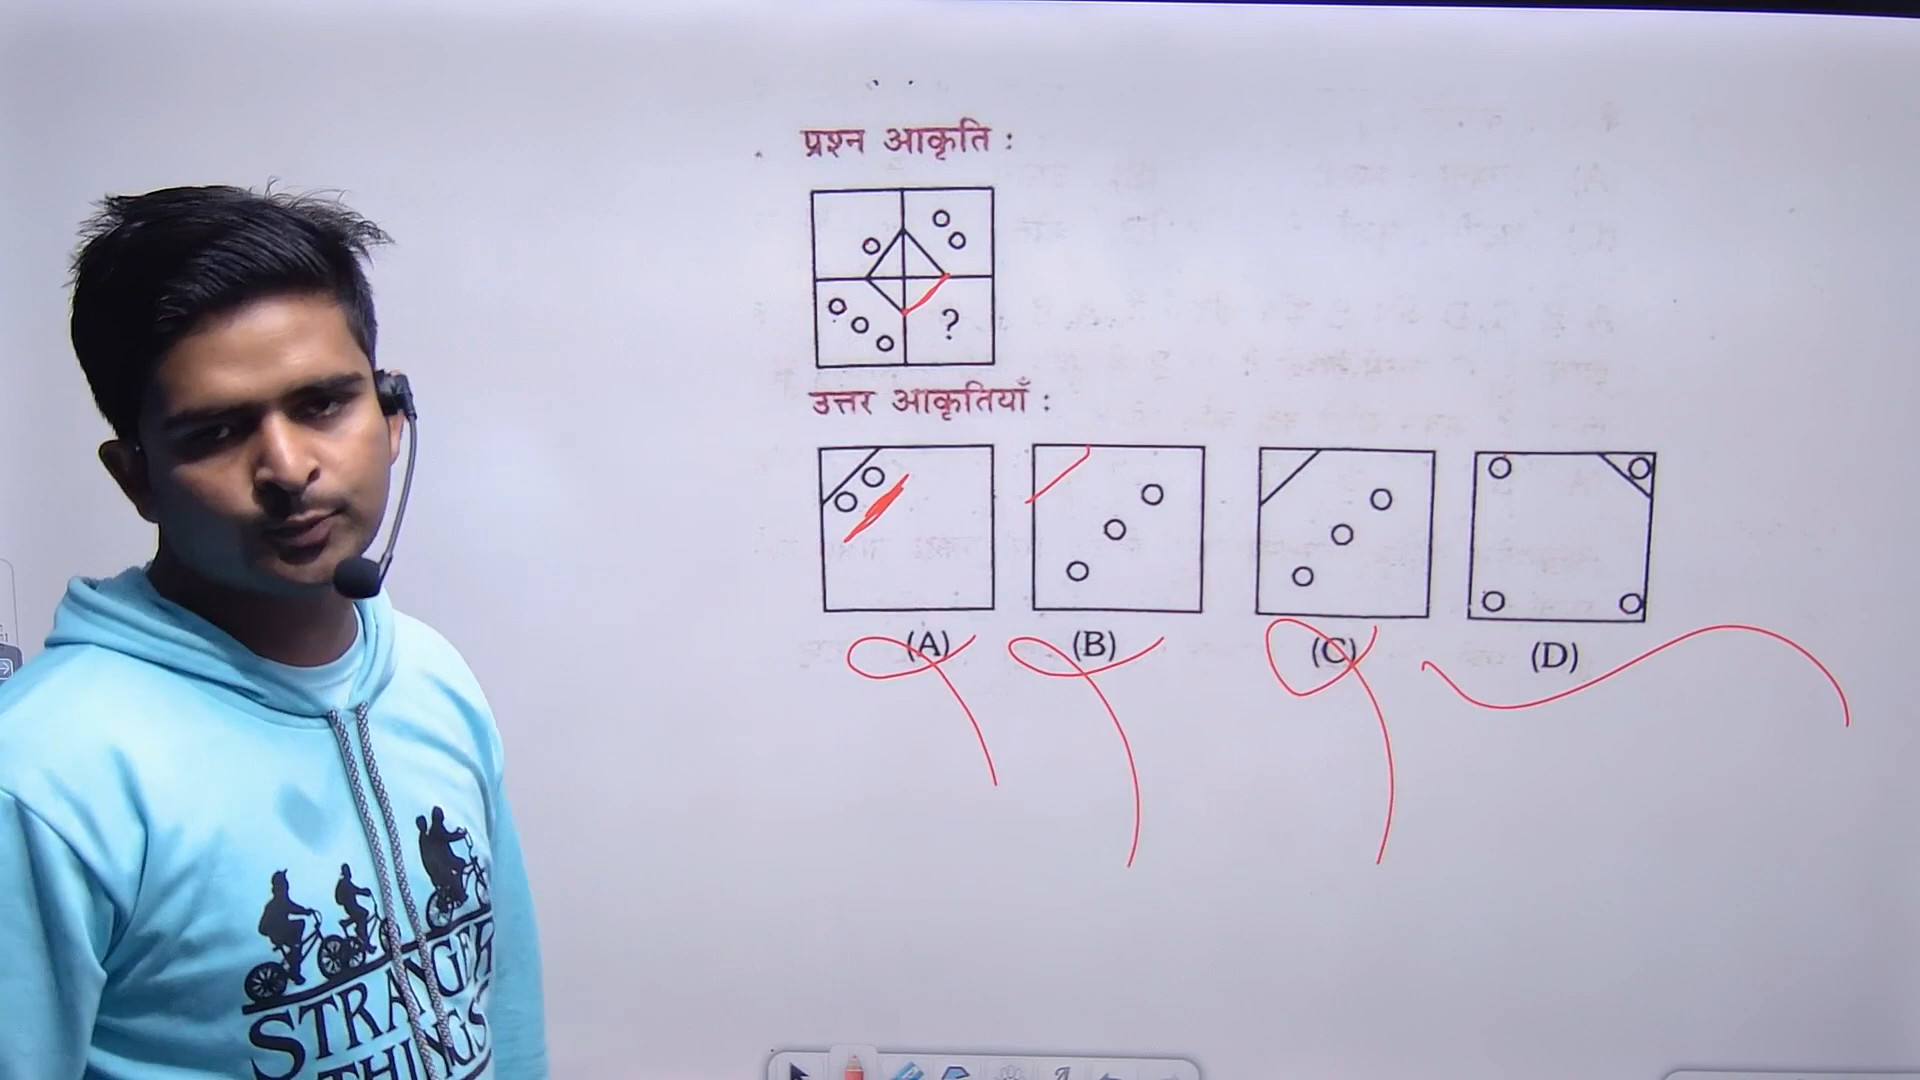 प्रश्न आकृति :
?
उत्तर आकृतियाँ :
(A) (B) (C) (D)
STRANGER
THINGS